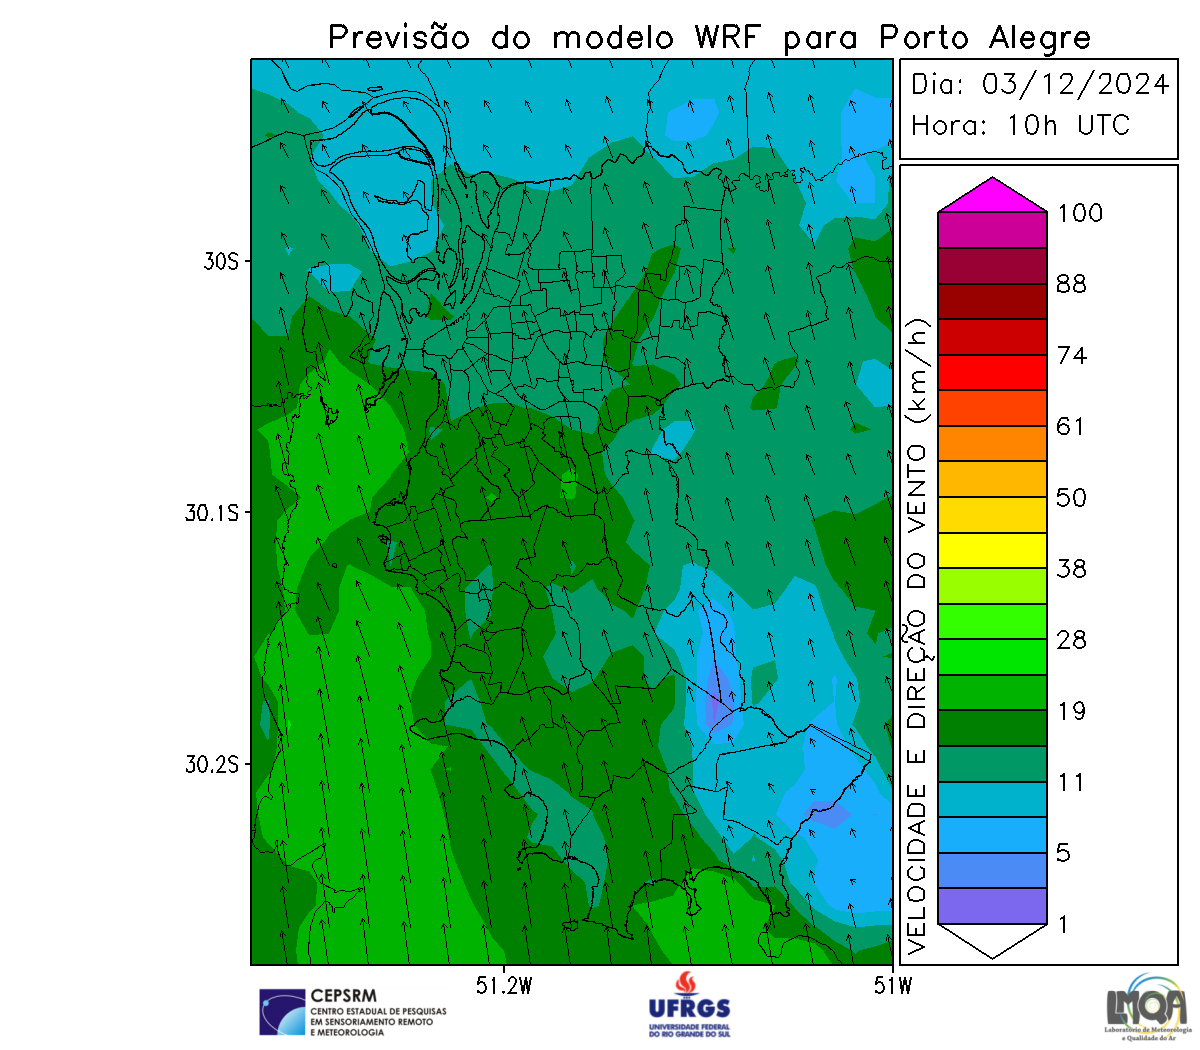 Previsão do modelo WRF para Porto Alegre
Dia: 03/12/2024
Hora: 10h UTC
VELOCIDADE E DIREÇÃO DO VENTO (km/h)
100
88
74
61
50
38
28
19
11
5
1
30S
30.1S
30.2S
51.2W
51W
CEPSRM
CENTRO ESTADUAL DE PESQUISAS
EM SENSORIAMENTO REMOTO
E METEOROLOGIA
UFRGS
UNIVERSIDADE FEDERAL
DO RIO GRANDE DO SUL
LMQA
Laboratório de Meteorologia
e Qualidade do Ar